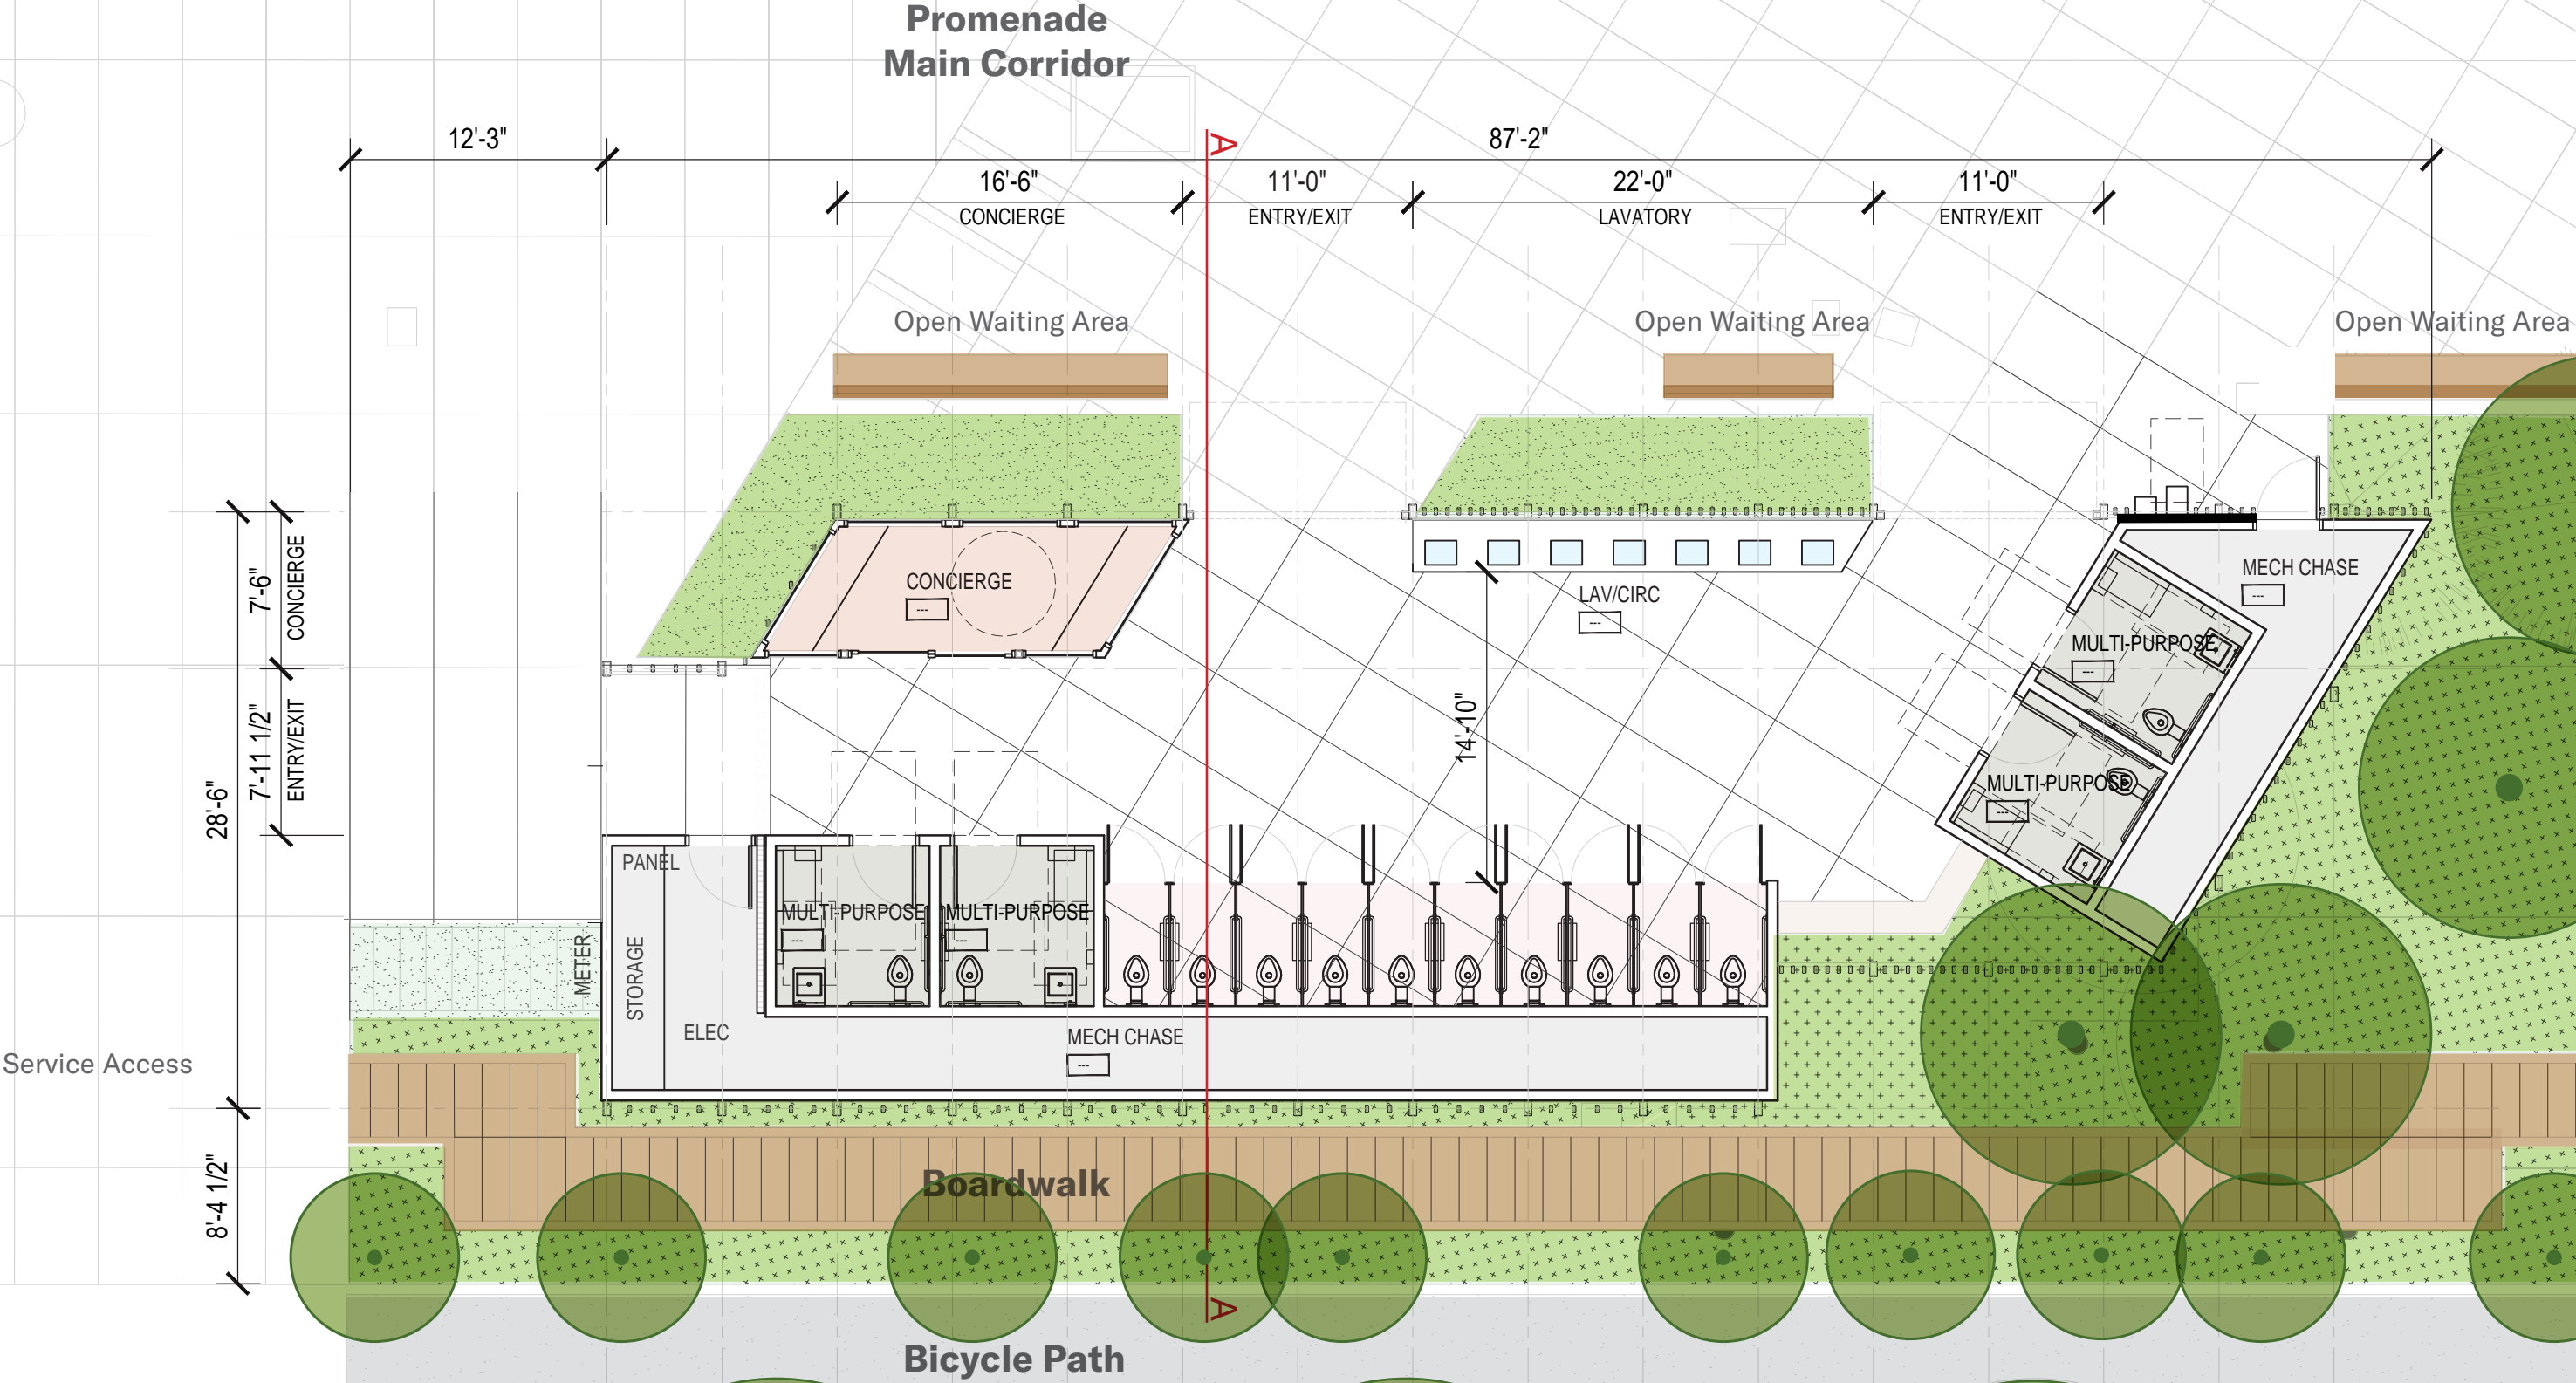 Promenade
Main Corridor
12'-3"
87'-2"
A
16'-6"
11'-0"
22'-0"
11'-0"
CONCIERGE
ENTRY/EXIT
LAVATORY
ENTRY/EXIT
Open Waiting Area
Open Waiting Area
Open Waiting Area
7'-6"
CONCIERGE
CONCIERGE
---
LAV/CIRC
---
MECH CHASE
---
MULTI-PURPOSE
---
7'-11 1/2"
ENTRY/EXIT
28'-6"
14'-10"
MULTI-PURPOSE
---
PANEL
MULTI-PURPOSE
---
MULTI-PURPOSE
---
METER
STORAGE
ELEC
MECH CHASE
---
Service Access
8'-4 1/2"
Boardwalk
A
Bicycle Path